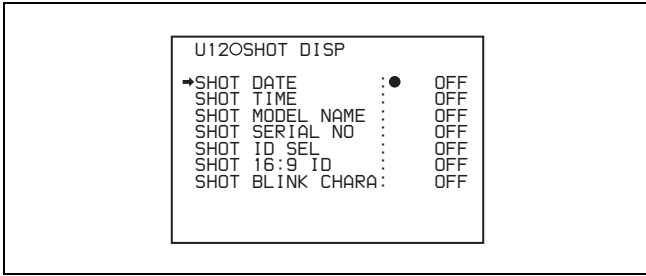 U12○SHOT DISP
➡SHOT DATE :● OFF
SHOT TIME : OFF
SHOT MODEL NAME : OFF
SHOT SERIAL NO : OFF
SHOT ID SEL : OFF
SHOT 16:9 ID : OFF
SHOT BLINK CHARA: OFF